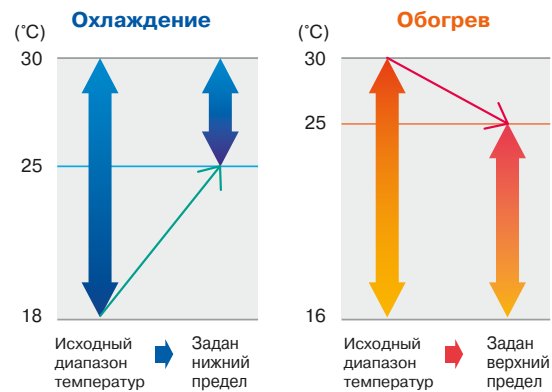 Охлаждение
(˚C)
30
25
18
Исходный
диапазон
температур
Задан
нижний
предел
Обогрев
(˚C)
30
25
16
Исходный
диапазон
температур
Задан
верхний
предел